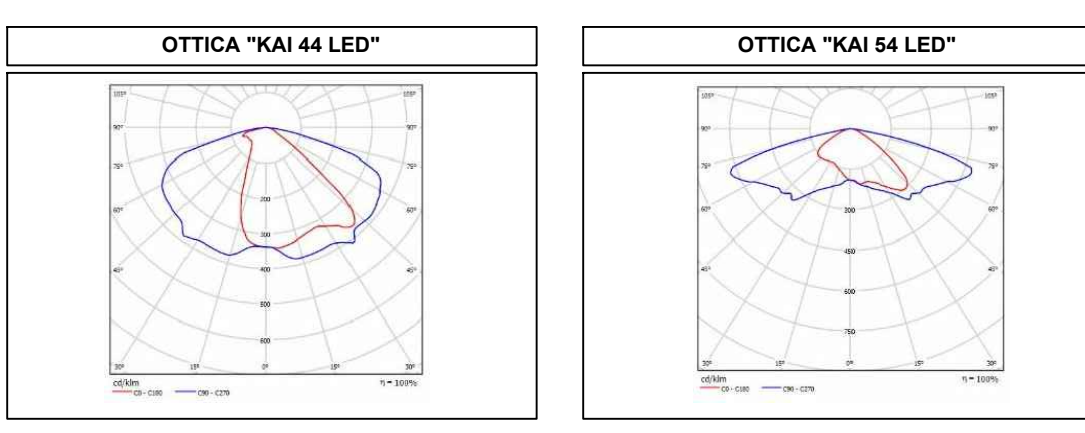 OTTICA "KAI 44 LED"
105° 105°
90° 90°
75° 75°
200
60° 60°
300
45° 400 45°
500
600
30° 15° 0° 15° 30°
cd/klm η = 100%
C0 - C180 C90 - C270
OTTICA "KAI 54 LED"
105° 105°
90° 90°
75° 75°
60° 300 60°
450
45° 45°
600
750
30° 15° 0° 15° 30°
cd/klm η = 100%
C0 - C180 C90 - C270